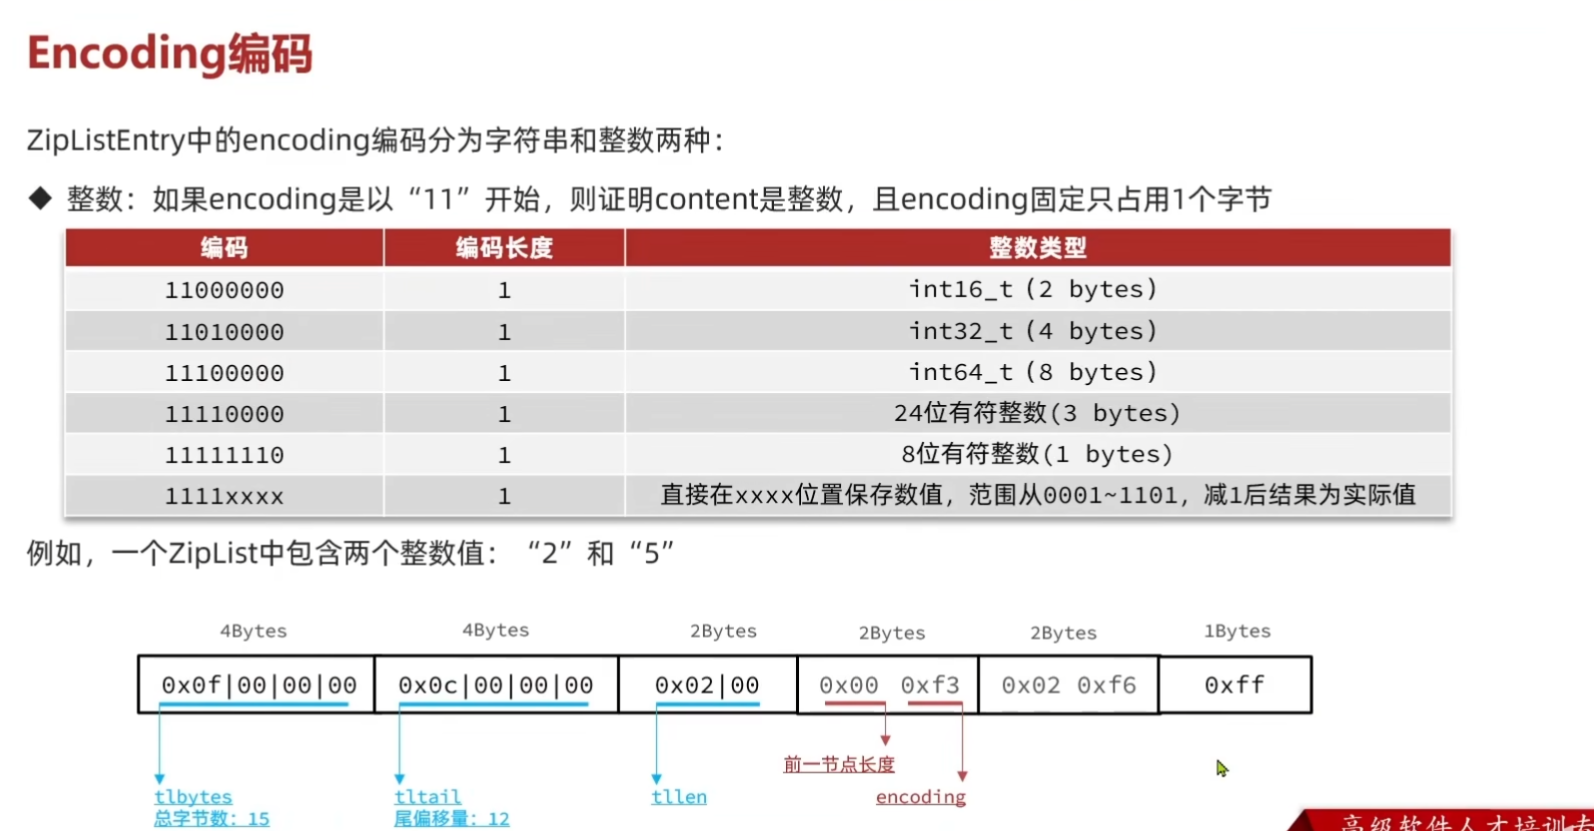 Encoding编码
ZipListEntry中的encoding编码分为字符串和整数两种：
◆ 整数：如果encoding是以“11”开始，则证明content是整数，且encoding固定只占用1个字节
编码 编码长度 整数类型
11000000 1 int16_t（2 bytes）
11010000 1 int32_t（4 bytes）
11100000 1 int64_t（8 bytes）
11110000 1 24位有符整数(3 bytes)
11111110 1 8位有符整数(1 bytes)
1111xxxx 1 直接在xxxx位置保存数值，范围从0001~1101，减1后结果为实际值
例如，一个ZipList中包含两个整数值：“2”和“5”
4Bytes 4Bytes 2Bytes 2Bytes 2Bytes 1Bytes
0x0f|00|00|00 0x0c|00|00|00 0x02|00 0x00 0xf3 0x02 0xf6 0xff
前一节点长度
tlbytes tltail tllen encoding
总字节数：15 尾偏移量：12
高级软件人才培训专